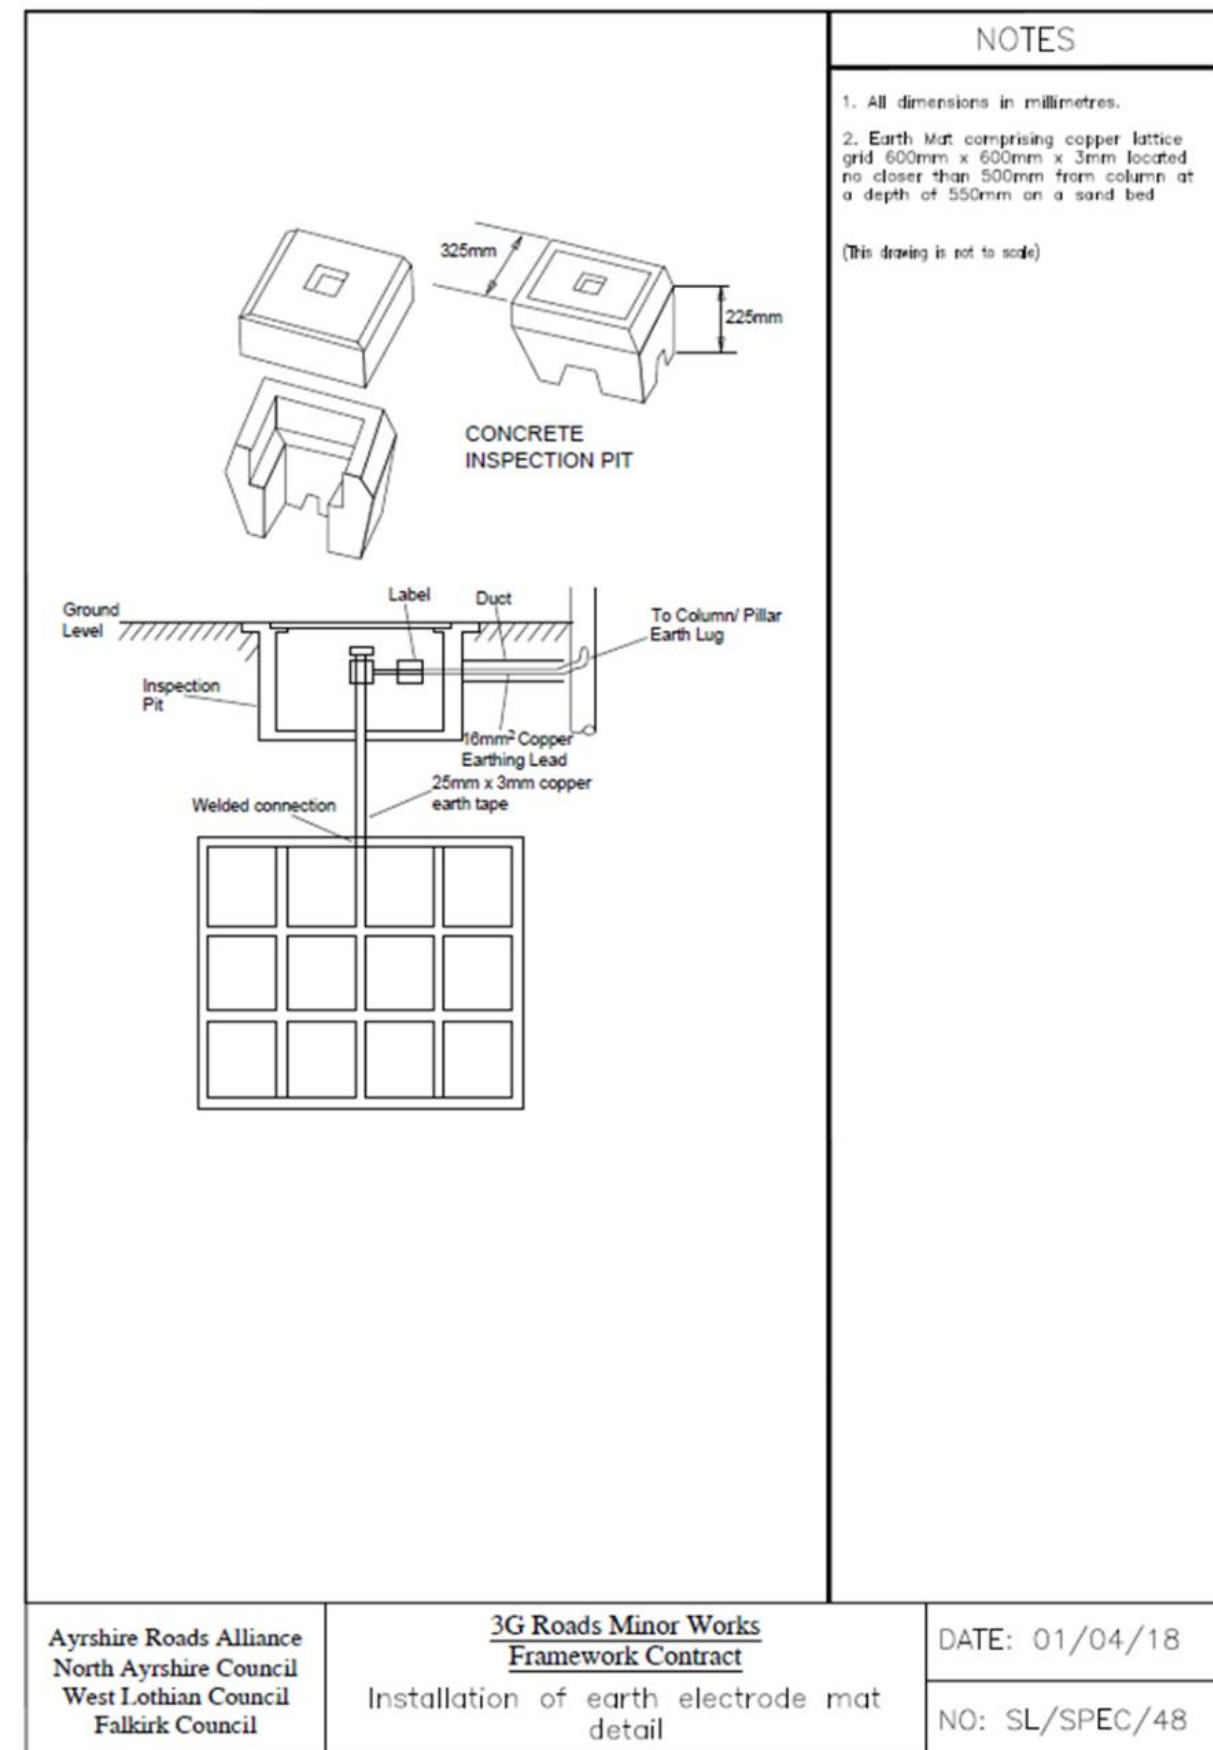 NOTES
1. All dimensions in millimetres.
2. Earth Mat comprising copper lattice
grid 600mm x 600mm x 3mm located
no closer than 500mm from column at
a depth of 550mm on a sand bed
(This drawing is not to scale)
325mm
225mm
CONCRETE
INSPECTION PIT
Ground
Level
Label
Duct
To Column/ Pillar
Earth Lug
Inspection
Pit
16mm² Copper
Earthing Lead
25mm x 3mm copper
earth tape
Welded connection
Ayrshire Roads Alliance
North Ayrshire Council
West Lothian Council
Falkirk Council
3G Roads Minor Works
Framework Contract
Installation of earth electrode mat
detail
DATE: 01/04/18
NO: SL/SPEC/48